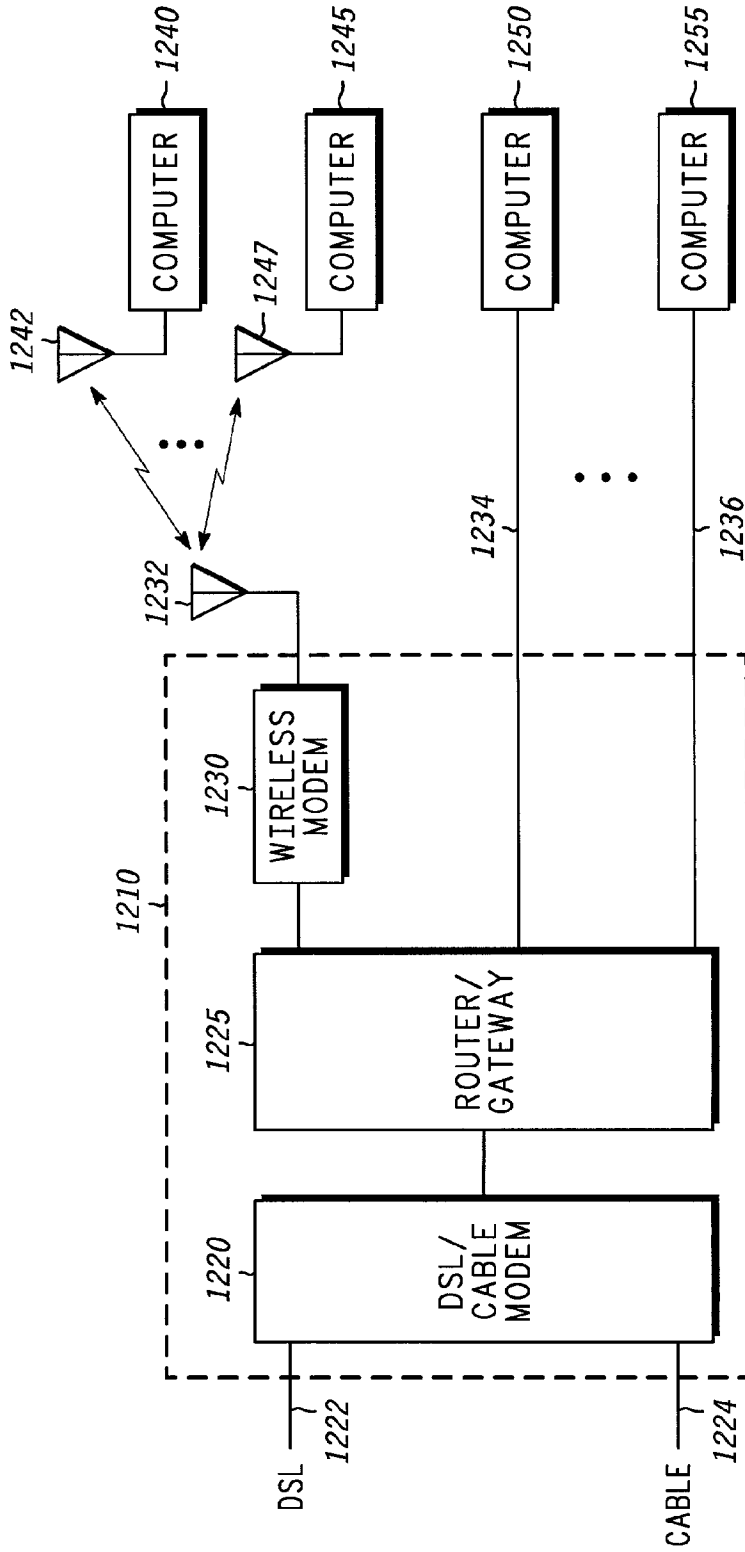 1210
DSL
1222
CABLE
1224
1220
DSL/
CABLE
MODEM
1225
ROUTER/
GATEWAY
1230
WIRELESS
MODEM
1232
1234
1236
1242
1247
COMPUTER
1240
COMPUTER
1245
COMPUTER
1250
COMPUTER
1255